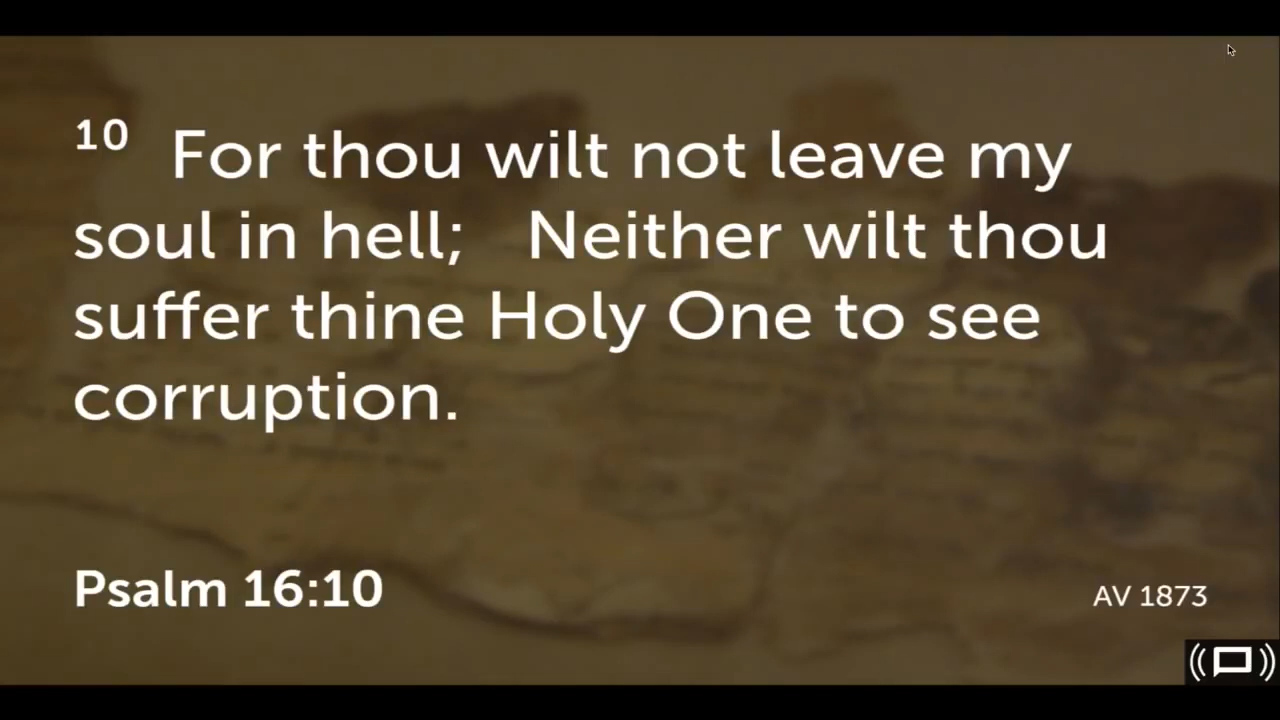 10 For thou wilt not leave my
soul in hell; Neither wilt thou
suffer thine Holy One to see
corruption.
Psalm 16:10
AV 1873